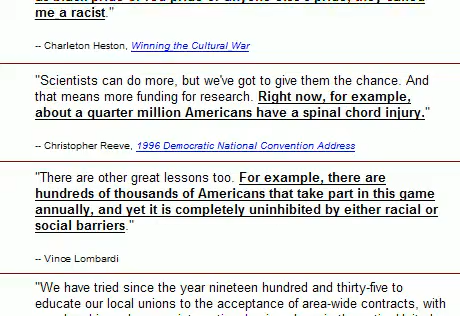 me a racist."
-- Charleton Heston, Winning the Cultural War
"Scientists can do more, but we've got to give them the chance. And
that means more funding for research. Right now, for example,
about a quarter million Americans have a spinal chord injury."
-- Christopher Reeve, 1996 Democratic National Convention Address
"There are other great lessons too. For example, there are
hundreds of thousands of Americans that take part in this game
annually, and yet it is completely uninhibited by either racial or
social barriers."
-- Vince Lombardi
"We have tried since the year nineteen hundred and thirty-five to
educate our local unions to the acceptance of area-wide contracts, with